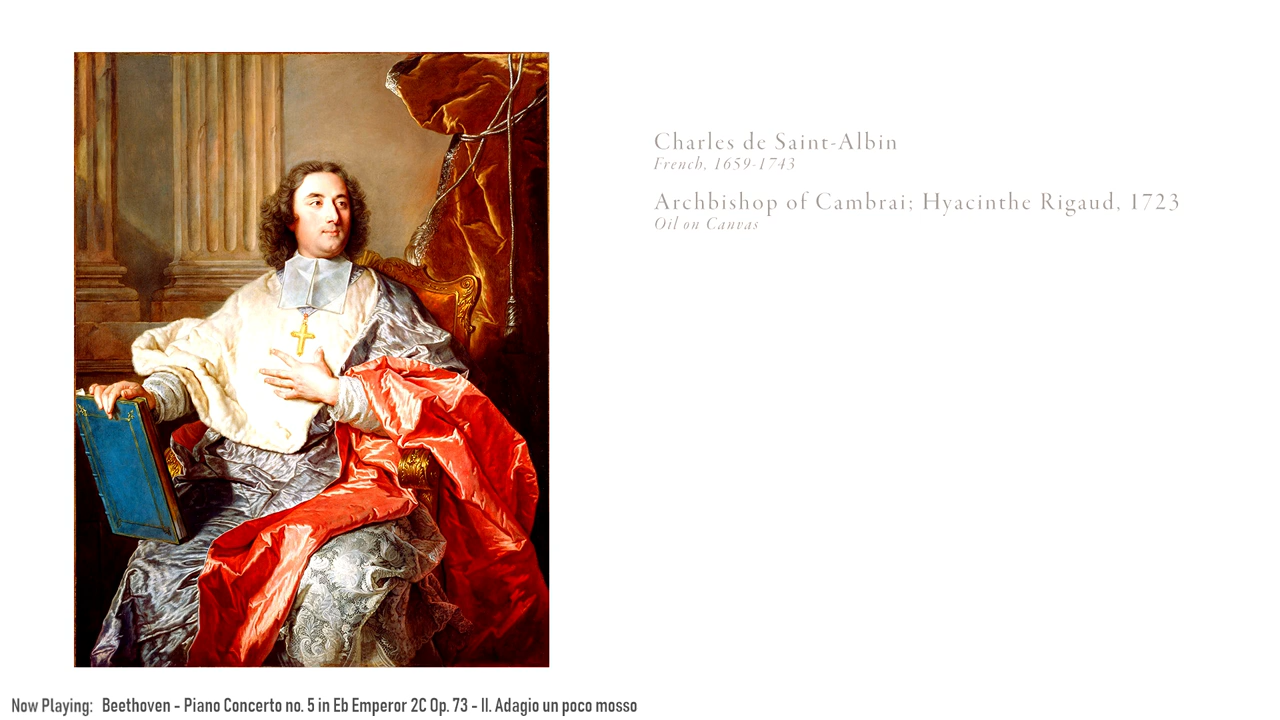 Charles de Saint-Albin
French, 1659-1743
Archbishop of Cambrai; Hyacinthe Rigaud, 1723
Oil on Canvas
Now Playing: Beethoven - Piano Concerto no. 5 in Eb Emperor 2C Op. 73 - II. Adagio un poco mosso